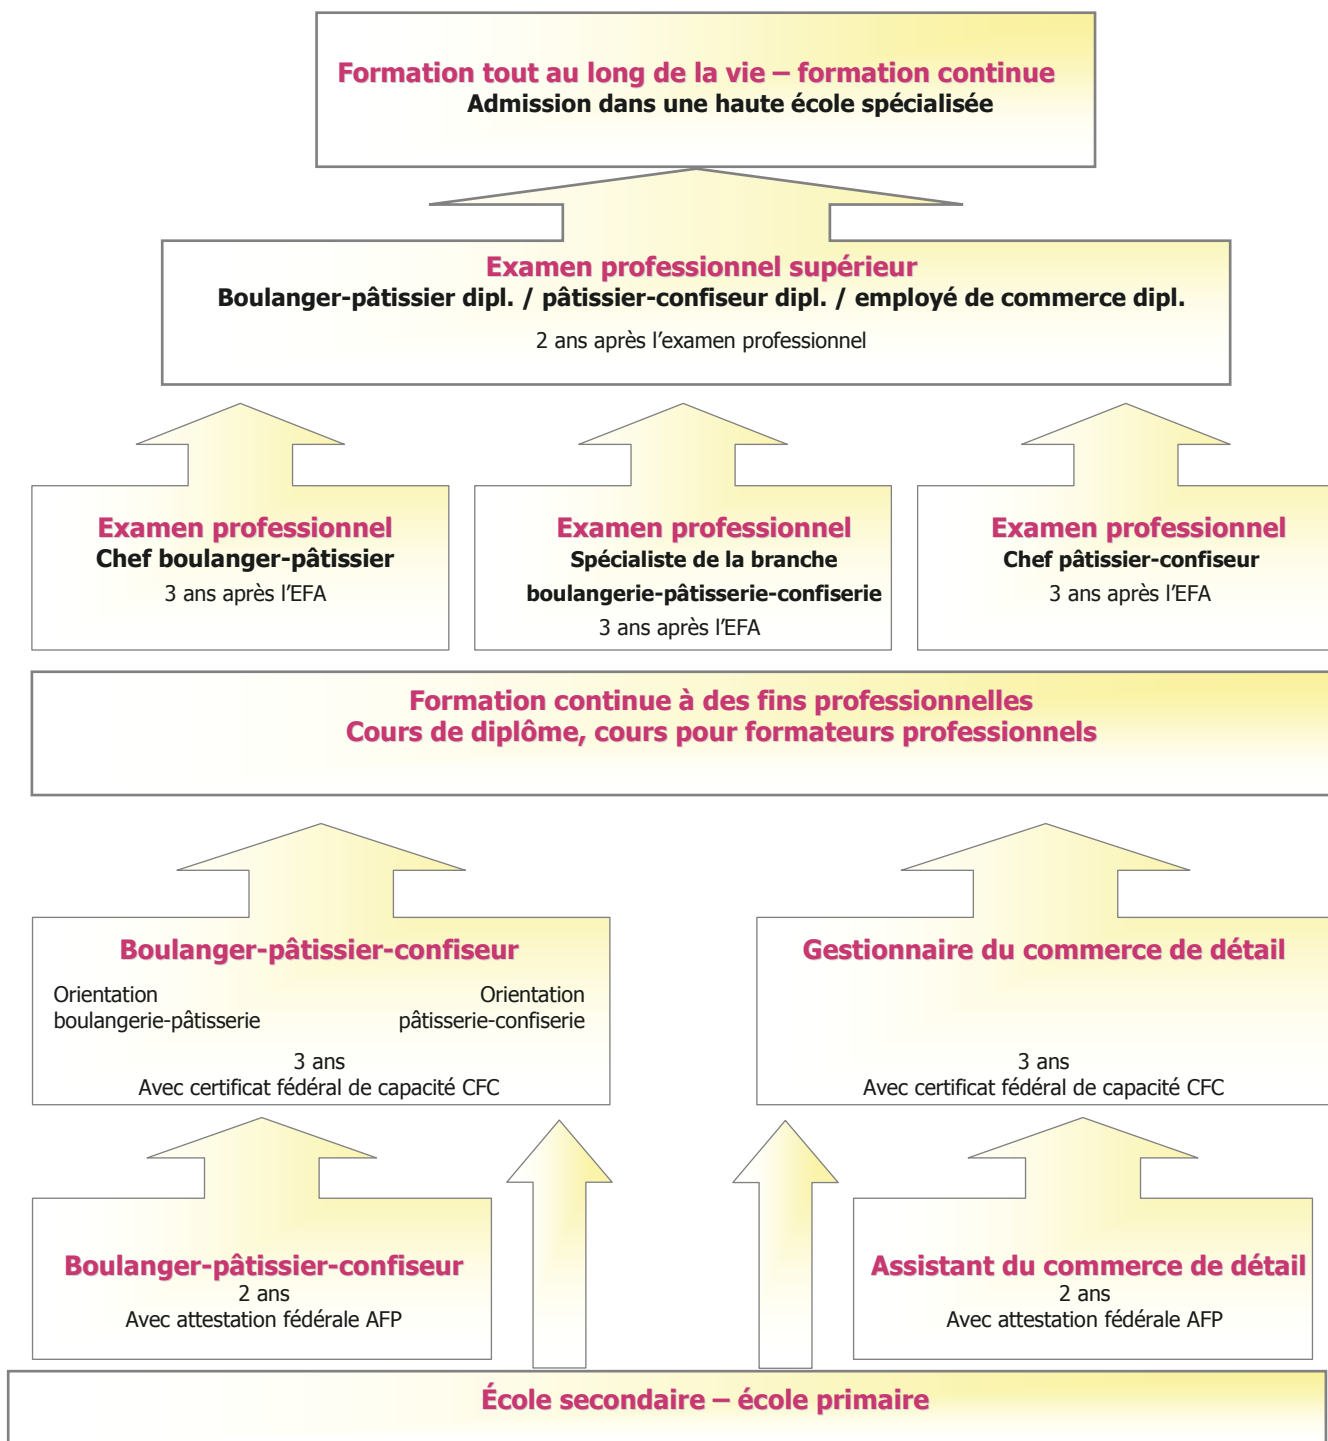 Formation tout au long de la vie – formation continue
Admission dans une haute école spécialisée
Examen professionnel supérieur
Boulanger-pâtissier dipl. / pâtissier-confiseur dipl. / employé de commerce dipl.
2 ans après l’examen professionnel
Examen professionnel
Chef boulanger-pâtissier
3 ans après l’EFA
Examen professionnel
Spécialiste de la branche
boulangerie-pâtisserie-confiserie
3 ans après l’EFA
Examen professionnel
Chef pâtissier-confiseur
3 ans après l’EFA
Formation continue à des fins professionnelles
Cours de diplôme, cours pour formateurs professionnels
Boulanger-pâtissier-confiseur
Orientation
boulangerie-pâtisserie
Orientation
pâtisserie-confiserie
3 ans
Avec certificat fédéral de capacité CFC
Gestionnaire du commerce de détail
3 ans
Avec certificat fédéral de capacité CFC
Boulanger-pâtissier-confiseur
2 ans
Avec attestation fédérale AFP
Assistant du commerce de détail
2 ans
Avec attestation fédérale AFP
École secondaire – école primaire